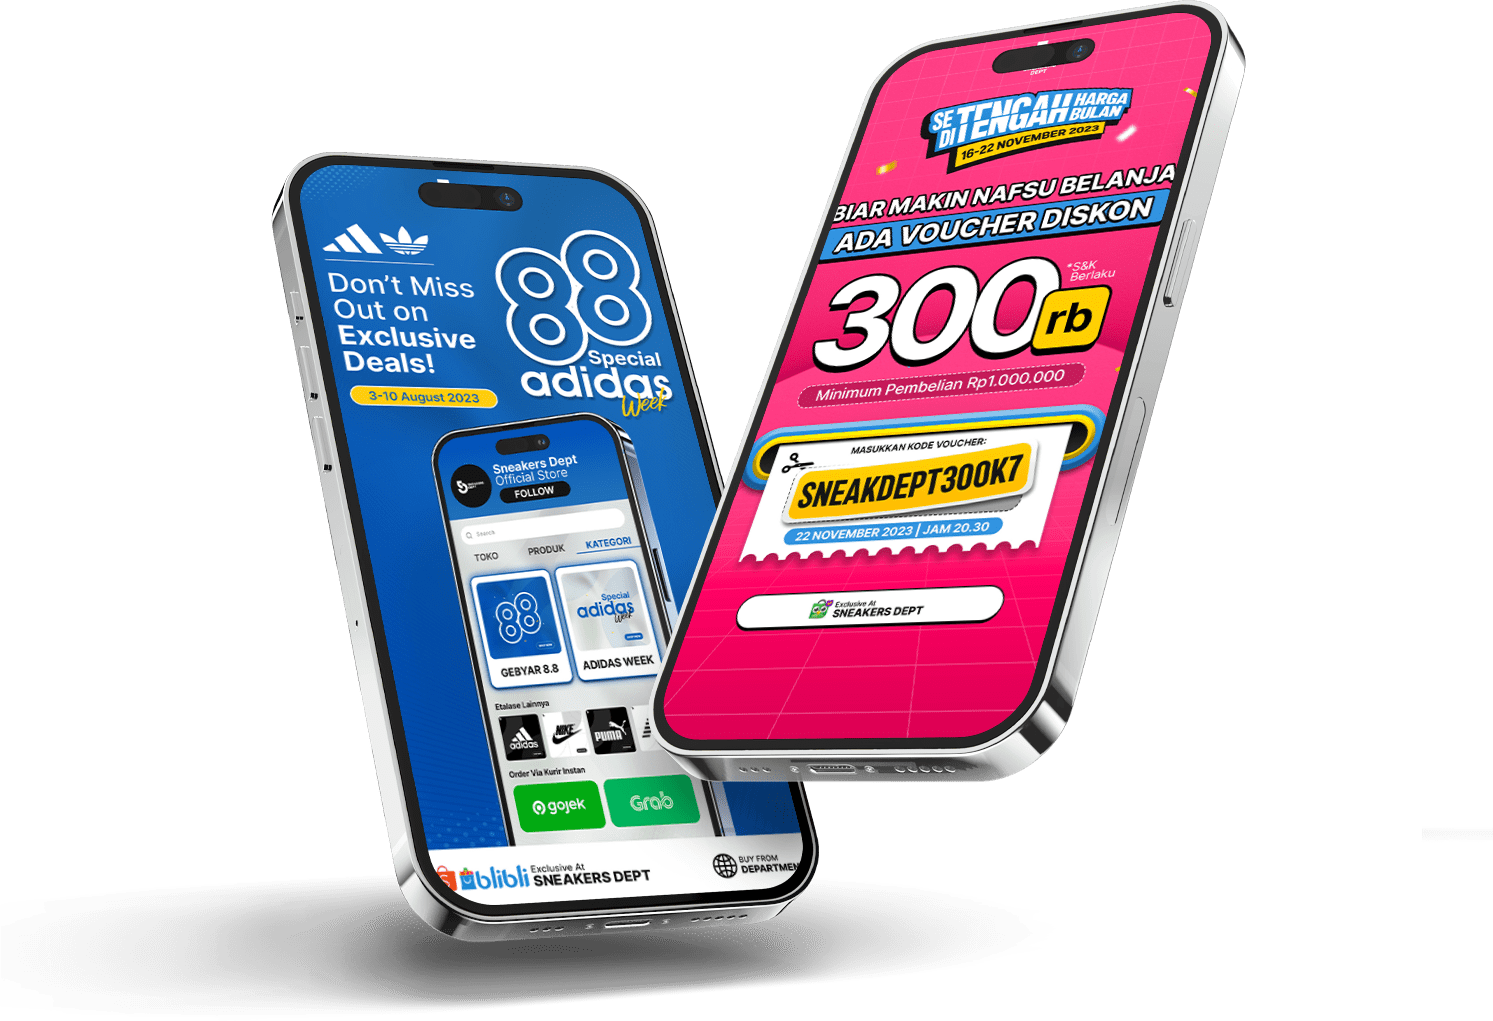 Don't Miss
Out on
Exclusive
Deals!
3-10 August 2023
88
Special
adidas
Week
Sneakers Dept
Official Store
FOLLOW
Search
TOKO
PRODUK
KATEGORI
88
GEBYAR 8.8
Special
adidas
Week
ADIDAS WEEK
Etalase Lainnya
adidas
NIKE
PUMA
Order Via Kurir Instan
gojek
Grab
blibli
Exclusive At
SNEAKERS DEPT
BUY FROM
DEPARTMEN
DEPT
SE TENGAH HARGA
DI TENGAH BULAN
16-22 NOVEMBER 2023
BIAR MAKIN NAFSU BELANJA
ADA VOUCHER DISKON
300rb
*S&K
Berlaku
Minimum Pembelian Rp1.000.000
MASUKKAN KODE VOUCHER:
SNEAKDEPT300K7
22 NOVEMBER 2023 | JAM 20.30
Exclusive At
SNEAKERS DEPT